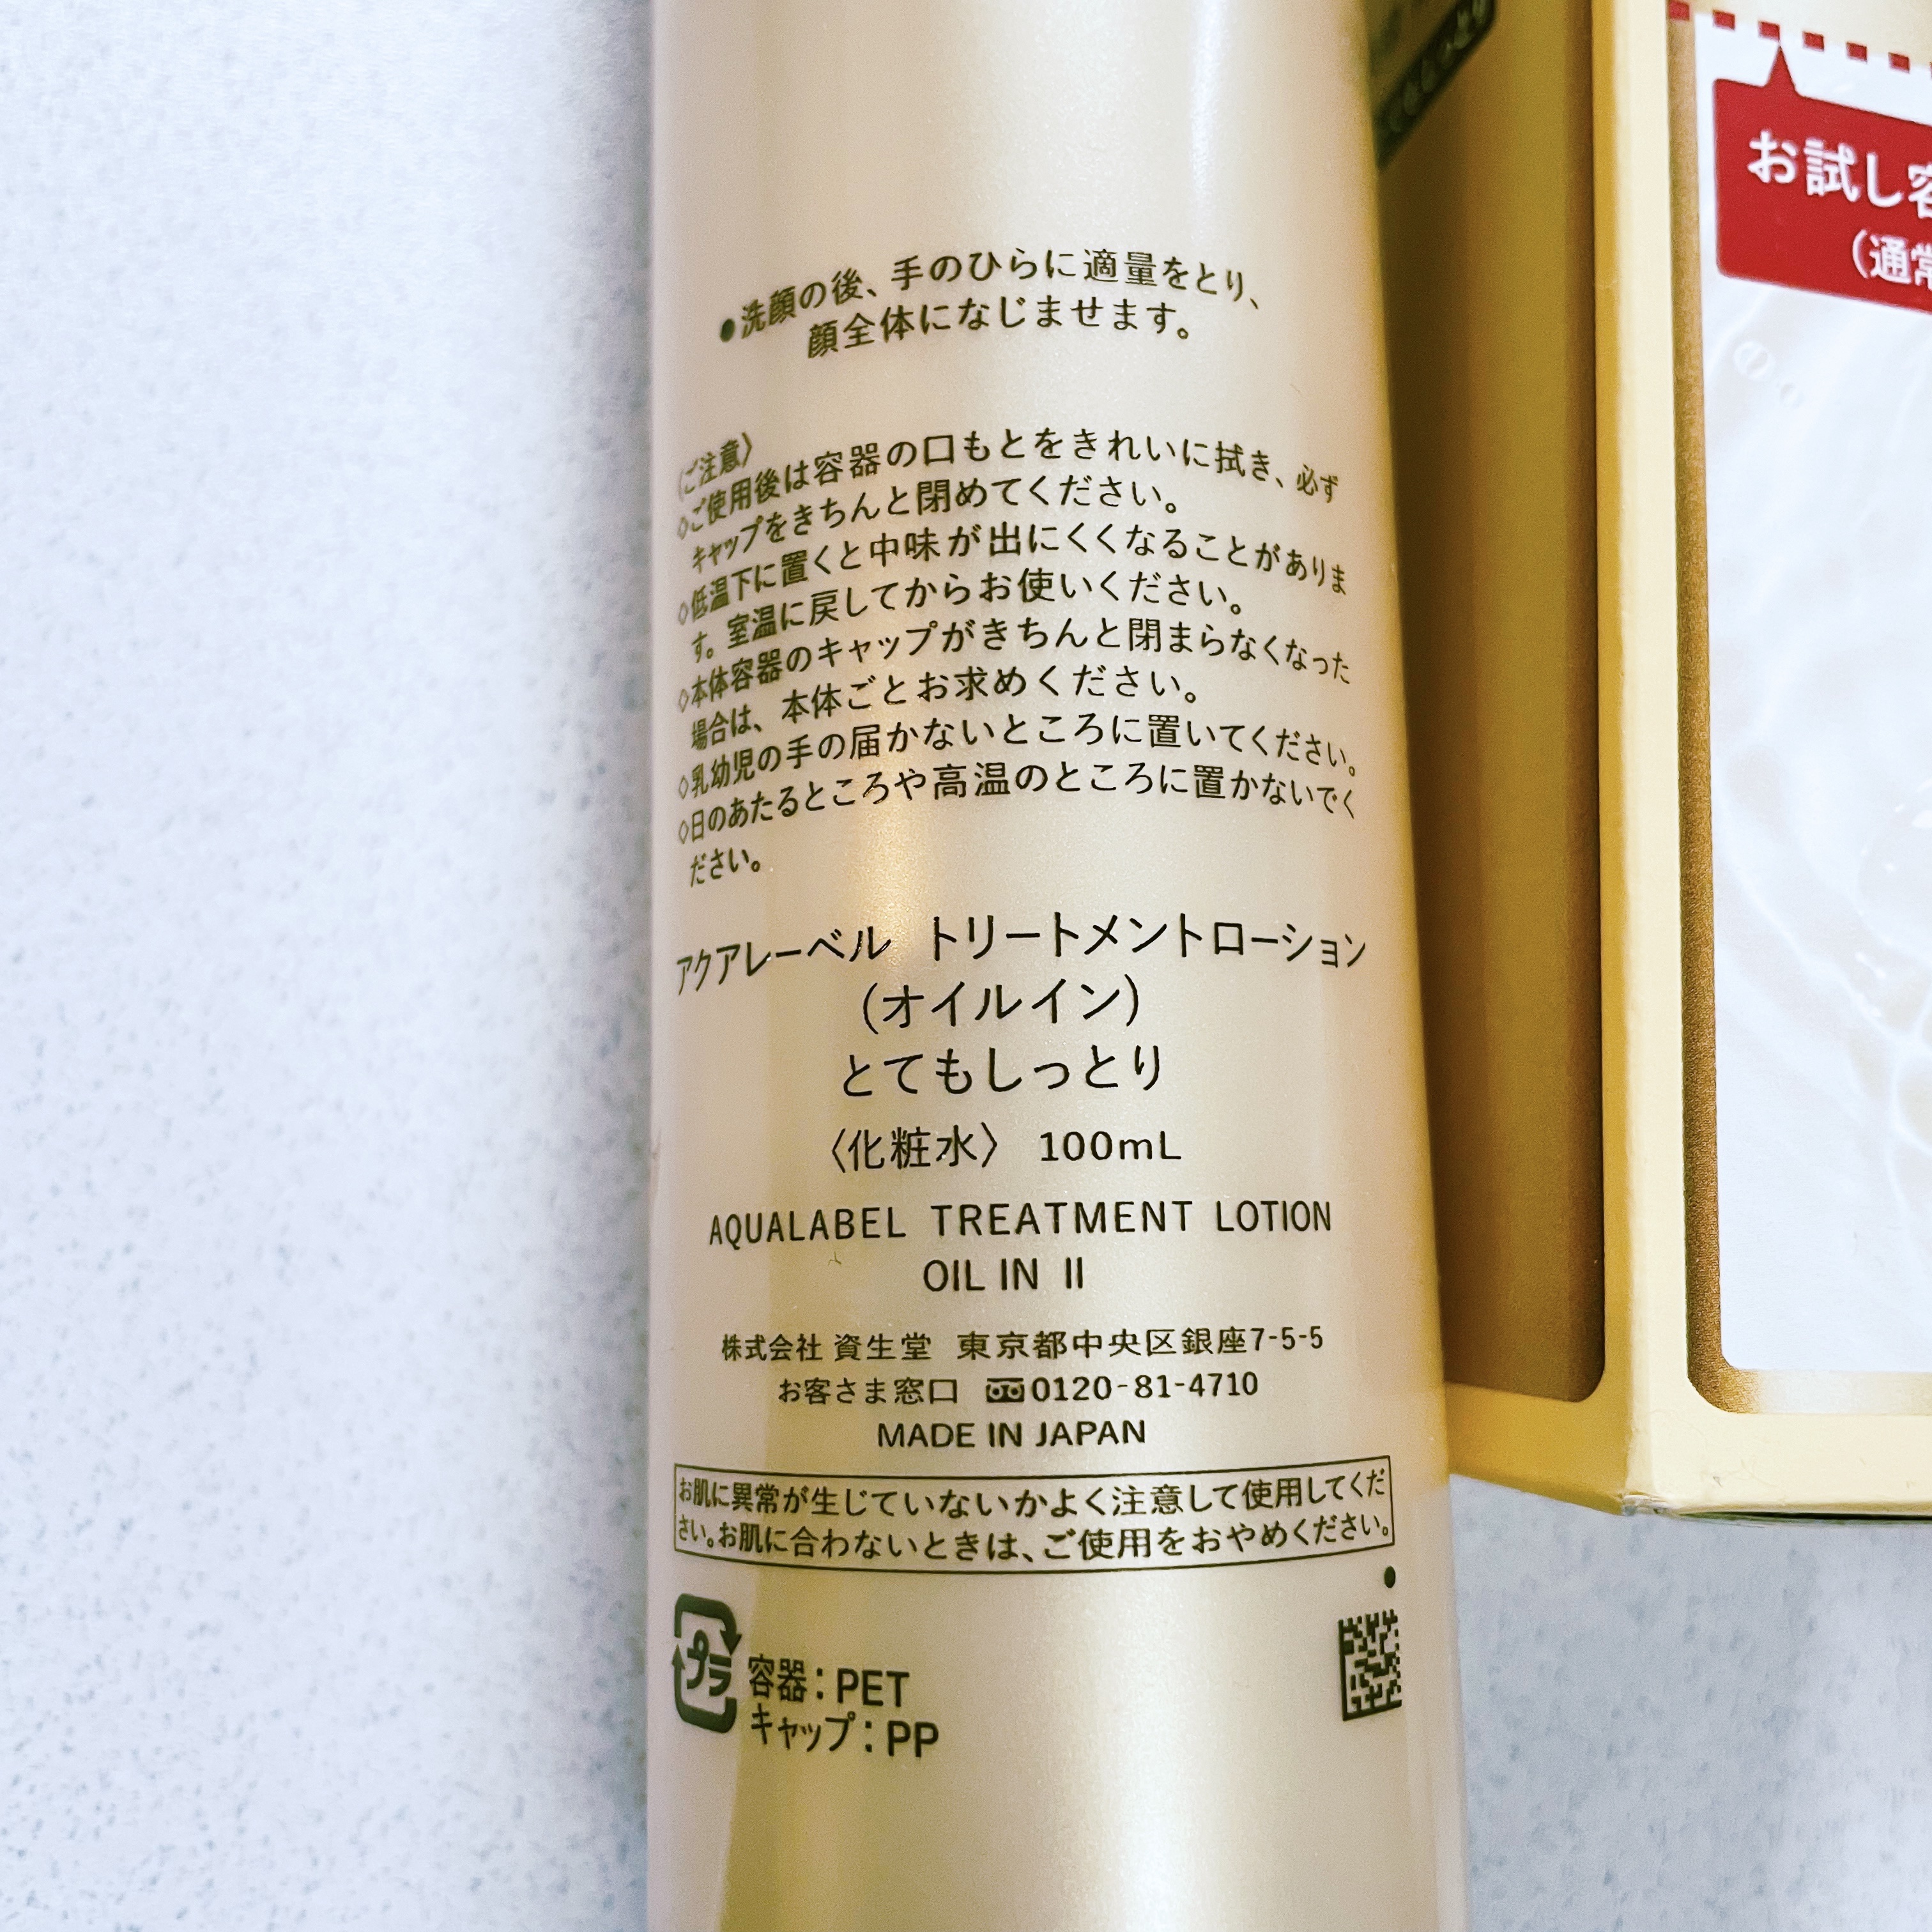 ●洗顔の後、手のひらに適量をとり、
顔全体になじませます。
〈ご注意〉
◇ご使用後は容器の口もとをきれいに拭き、必ず
キャップをきちんと閉めてください。
◇低温下に置くと中味が出にくくなることがありま
す。室温に戻してからお使いください。
◇本体容器のキャップがきちんと閉まらなくなった
場合は、本体ごとお求めください。
◇乳幼児の手の届かないところに置いてください。
◇日のあたるところや高温のところに置かないでく
ださい。
アクアレーベル トリートメントローション
(オイルイン)
とてもしっとり
〈化粧水〉 100mL
AQUALABEL TREATMENT LOTION
OIL IN II
株式会社 資生堂 東京都中央区銀座7-5-5
お客さま窓口 0120-81-4710
MADE IN JAPAN
お肌に異常が生じていないかよく注意して使用してくだ
さい。お肌に合わないときは、ご使用をおやめください。
プラ
容器：PET
キャップ：PP
お試し容
(通常